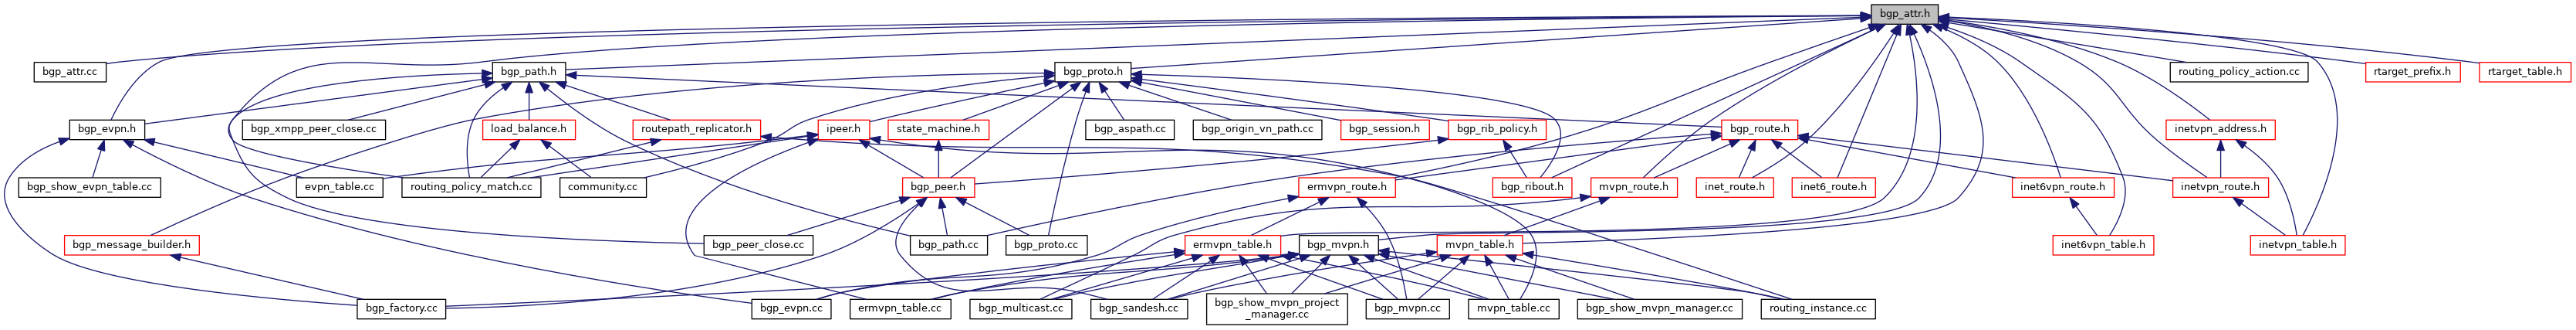 bgp_attr.h
bgp_attr.cc
bgp_path.h
bgp_proto.h
routing_policy_action.cc
rtarget_prefix.h
rtarget_table.h
bgp_evpn.h
bgp_xmpp_peer_close.cc
load_balance.h
routepath_replicator.h
ipeer.h
state_machine.h
bgp_aspath.cc
bgp_origin_vn_path.cc
bgp_session.h
bgp_rib_policy.h
bgp_route.h
inetvpn_address.h
bgp_show_evpn_table.cc
evpn_table.cc
routing_policy_match.cc
community.cc
bgp_peer.h
ermvpn_route.h
bgp_ribout.h
mvpn_route.h
inet_route.h
inet6_route.h
inet6vpn_route.h
inetvpn_route.h
bgp_message_builder.h
bgp_peer_close.cc
bgp_path.cc
bgp_proto.cc
ermvpn_table.h
bgp_mvpn.h
mvpn_table.h
inet6vpn_table.h
inetvpn_table.h
bgp_factory.cc
bgp_evpn.cc
ermvpn_table.cc
bgp_multicast.cc
bgp_sandesh.cc
bgp_show_mvpn_project
_manager.cc
bgp_mvpn.cc
mvpn_table.cc
bgp_show_mvpn_manager.cc
routing_instance.cc